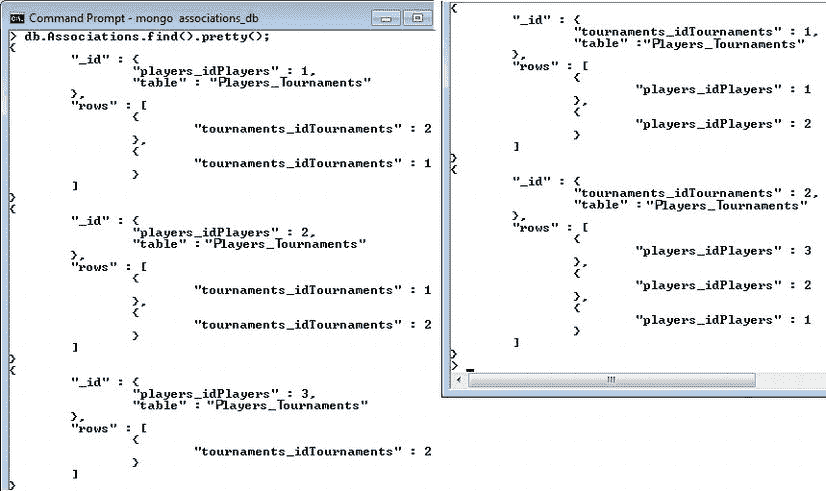 Command Prompt - mongo associations_db
> db.Associations.find().pretty();
{
"_id" : {
"players_idPlayers" : 1,
"table" : "Players_Tournaments"
},
"rows" : [
{
"tournaments_idTournaments" : 2
},
{
"tournaments_idTournaments" : 1
}
]
}
{
"_id" : {
"players_idPlayers" : 2,
"table" : "Players_Tournaments"
},
"rows" : [
{
"tournaments_idTournaments" : 1
},
{
"tournaments_idTournaments" : 2
}
]
}
{
"_id" : {
"players_idPlayers" : 3,
"table" : "Players_Tournaments"
},
"rows" : [
{
"tournaments_idTournaments" : 2
}
]
}
{
"_id" : {
"tournaments_idTournaments" : 1,
"table" :"Players_Tournaments"
},
"rows" : [
{
"players_idPlayers" : 1
},
{
"players_idPlayers" : 2
}
]
}
{
"_id" : {
"tournaments_idTournaments" : 2,
"table" :"Players_Tournaments"
},
"rows" : [
{
"players_idPlayers" : 3
},
{
"players_idPlayers" : 2
},
{
"players_idPlayers" : 1
}
]
}
> _